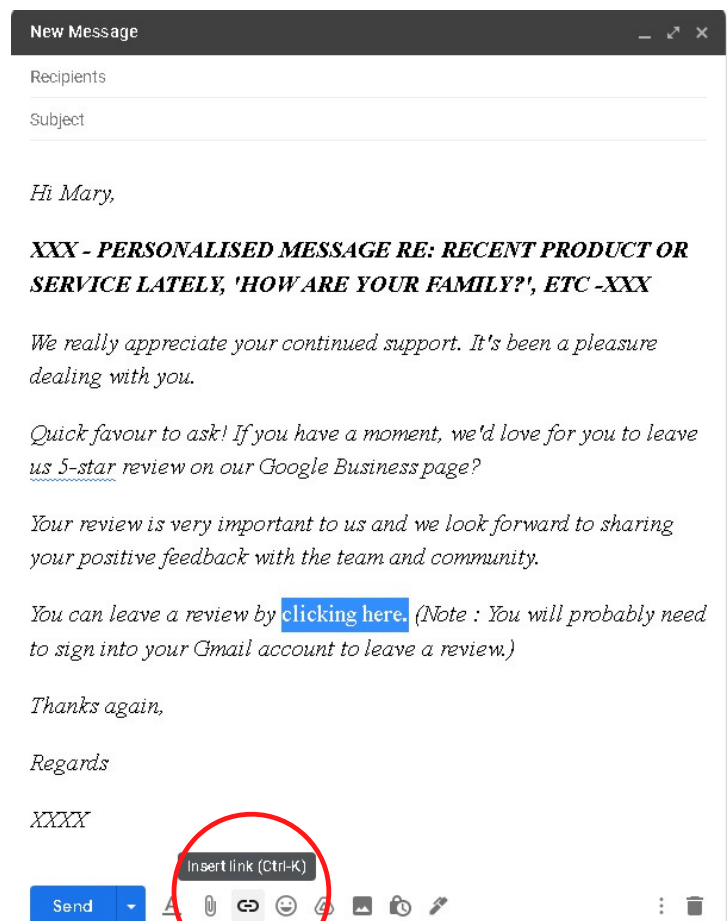 New Message
Recipients
Subject
Hi Mary,
XXX - PERSONALISED MESSAGE RE: RECENT PRODUCT OR
SERVICE LATELY, 'HOW ARE YOUR FAMILY?', ETC -XXX
We really appreciate your continued support. It's been a pleasure
dealing with you.
Quick favour to ask! If you have a moment, we'd love for you to leave
us 5-star review on our Google Business page?
Your review is very important to us and we look forward to sharing
your positive feedback with the team and community.
You can leave a review by clicking here. (Note : You will probably need
to sign into your Gmail account to leave a review.)
Thanks again,
Regards
XXXX
Insert link (Ctrl-K)
Send